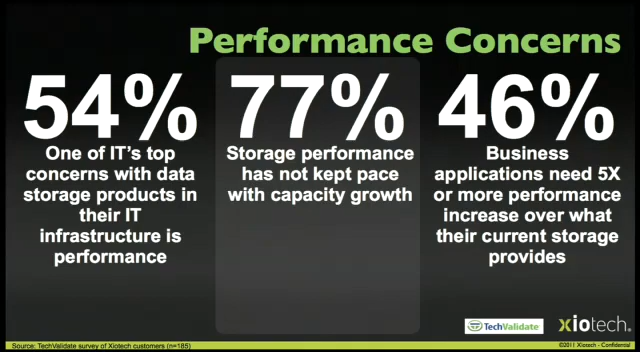 Performance Concerns
54%
One of IT's top
concerns with data
storage products in
their IT
infrastructure is
performance
77%
Storage performance
has not kept pace
with capacity growth
46%
Business
applications need 5X
or more performance
increase over what
their current storage
provides
TechValidate
xiotech®
Source: TechValidate survey of Xiotech customers (n=185)
©2011 Xiotech - Confidential